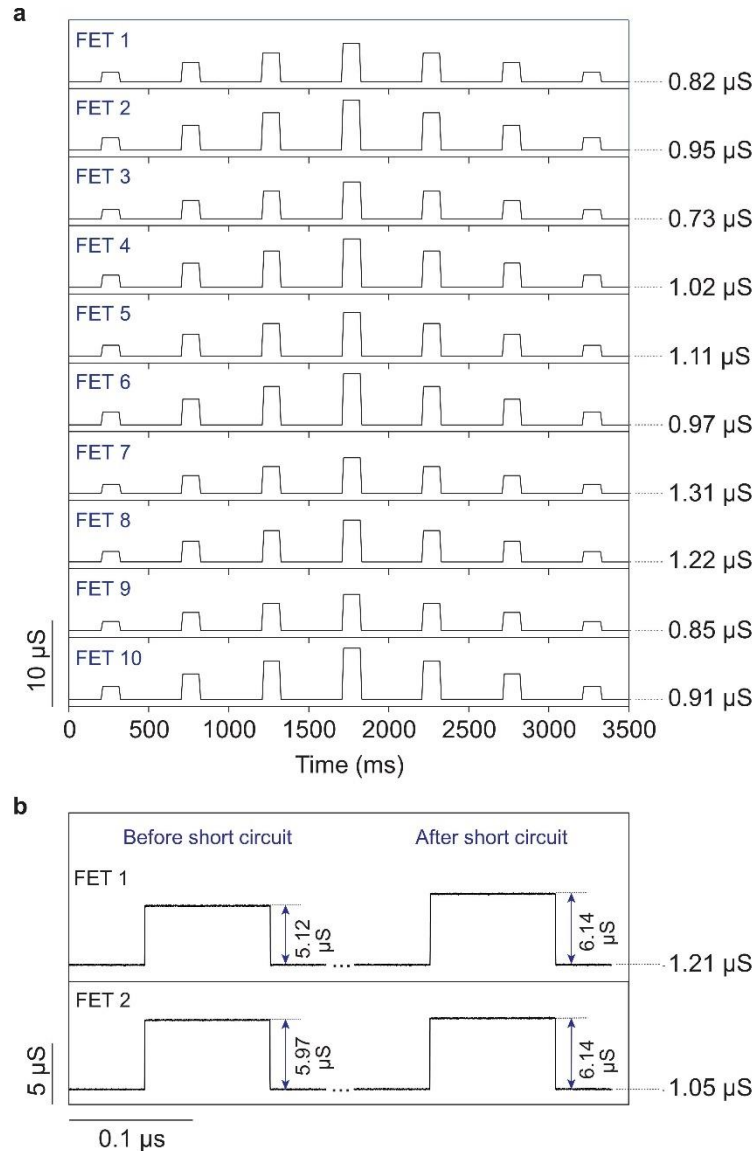 a
FET 1
0.82 µS
FET 2
0.95 µS
FET 3
0.73 µS
FET 4
1.02 µS
FET 5
1.11 µS
FET 6
0.97 µS
FET 7
1.31 µS
FET 8
1.22 µS
FET 9
0.85 µS
10 µS
FET 10
0.91 µS
0 500 1000 1500 2000 2500 3000 3500
Time (ms)
b
Before short circuit After short circuit
FET 1
5.12 µS
6.14 µS
... 1.21 µS
FET 2
5.97 µS
6.14 µS
5 µS
... 1.05 µS
0.1 µs